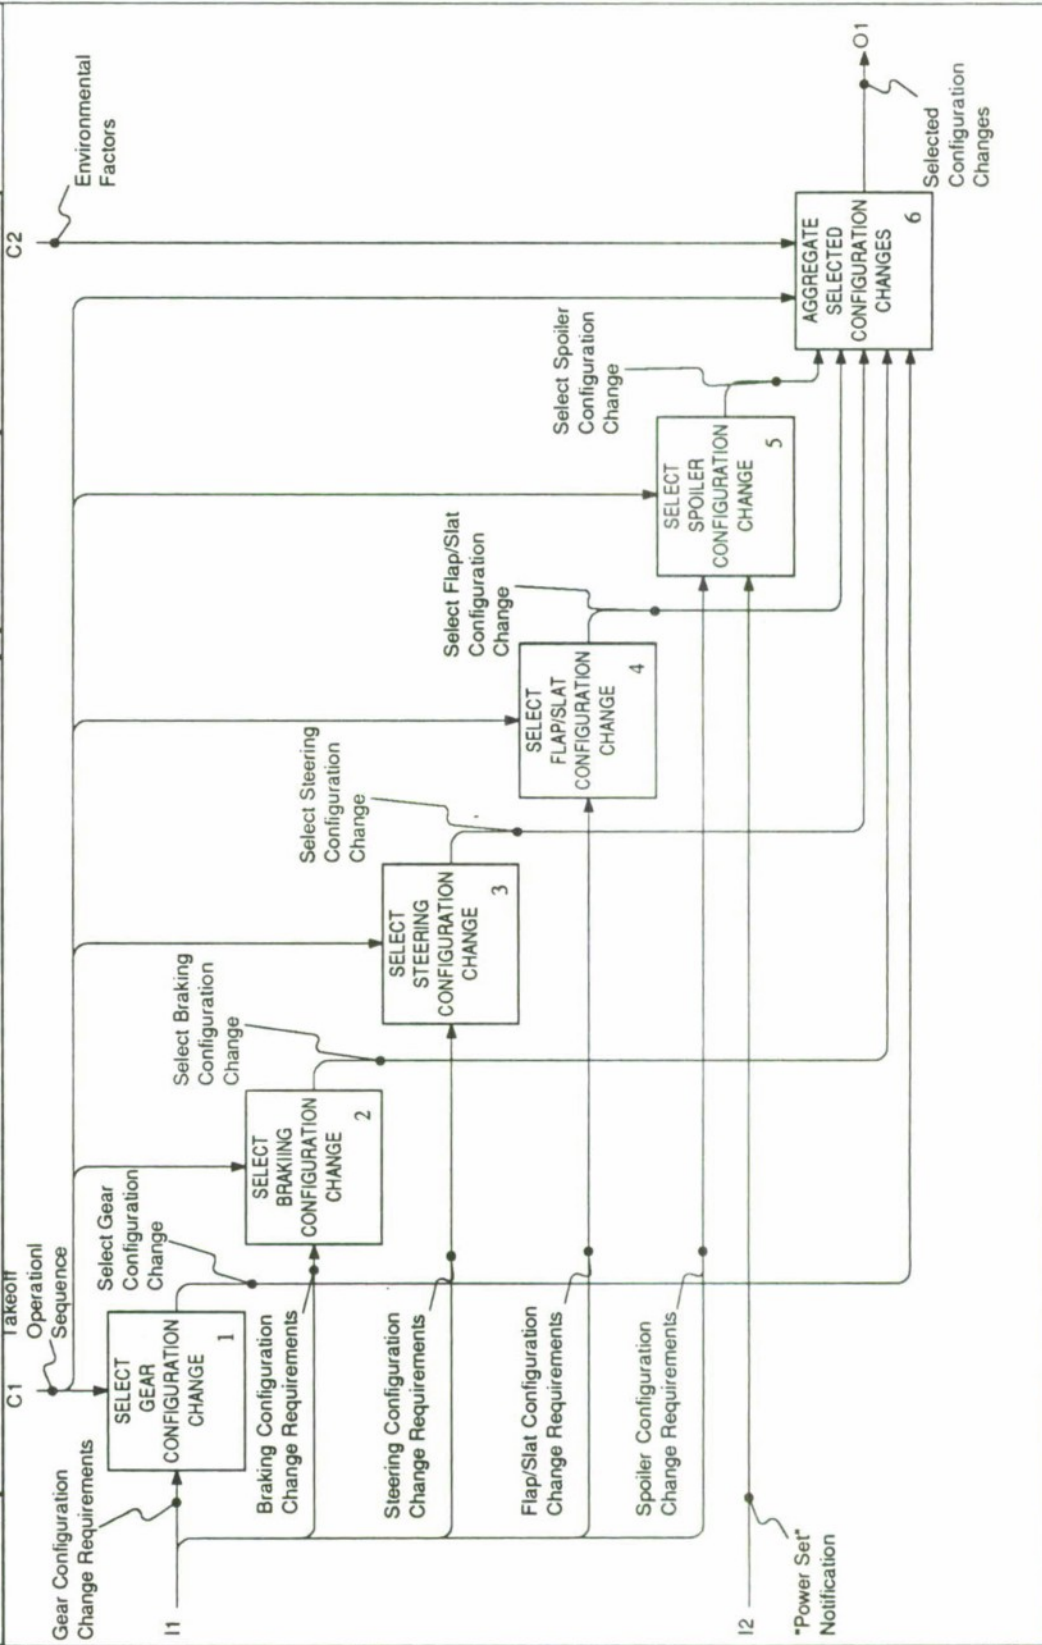 C1
Takeoff
Operationl
Sequence
C2
Environmental
Factors
Gear Configuration
Change Requirements
I1
SELECT
GEAR
CONFIGURATION
CHANGE
1
Select Gear
Configuration
Change
Braking Configuration
Change Requirements
SELECT
BRAKIING
CONFIGURATION
CHANGE
2
Select Braking
Configuration
Change
Steering Configuration
Change Requirements
SELECT
STEERING
CONFIGURATION
CHANGE
3
Select Steering
Configuration
Change
Flap/Slat Configuration
Change Requirements
SELECT
FLAP/SLAT
CONFIGURATION
CHANGE
4
Select Flap/Slat
Configuration
Change
Spoiler Configuration
Change Requirements
SELECT
SPOILER
CONFIGURATION
CHANGE
5
Select Spoiler
Configuration
Change
I2
"Power Set"
Notification
AGGREGATE
SELECTED
CONFIGURATION
CHANGES
6
O1
Selected
Configuration
Changes